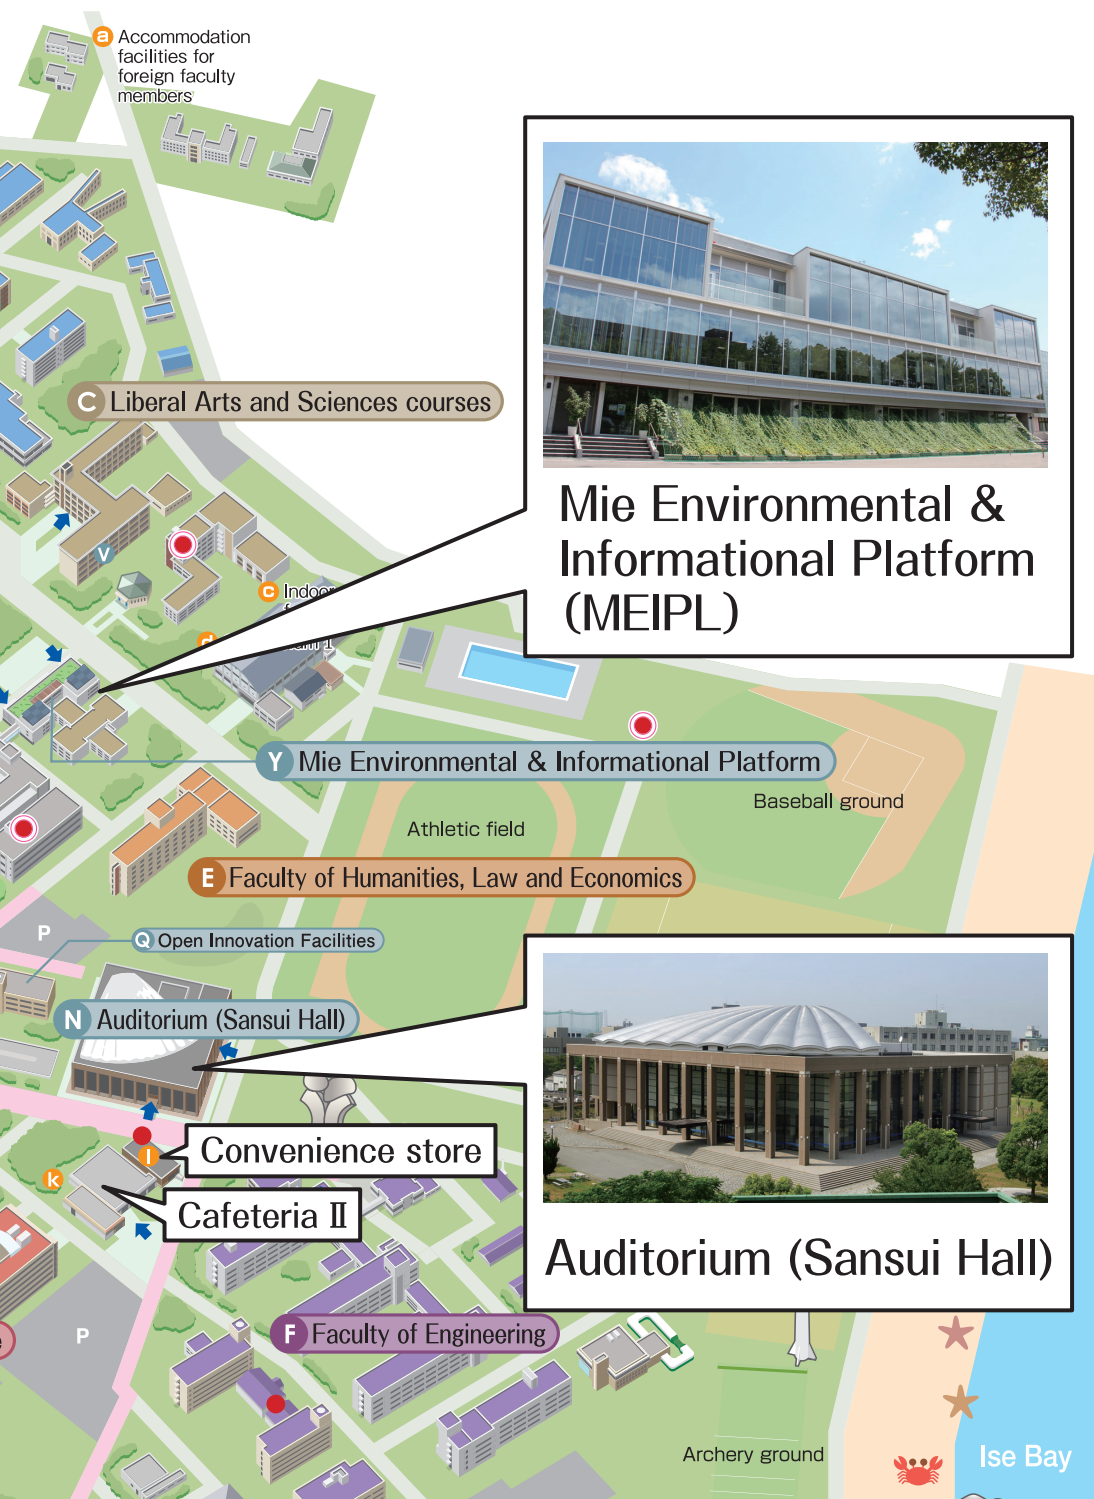 a Accommodation
facilities for
foreign faculty
members
C Liberal Arts and Sciences courses
Mie Environmental &
Informational Platform
(MEIPL)
V
c
d
Y Mie Environmental & Informational Platform
Baseball ground
Athletic field
E Faculty of Humanities, Law and Economics
P
Q Open Innovation Facilities
N Auditorium (Sansui Hall)
Convenience store
l
k
Cafeteria II
Auditorium (Sansui Hall)
F Faculty of Engineering
P
Archery ground
Ise Bay